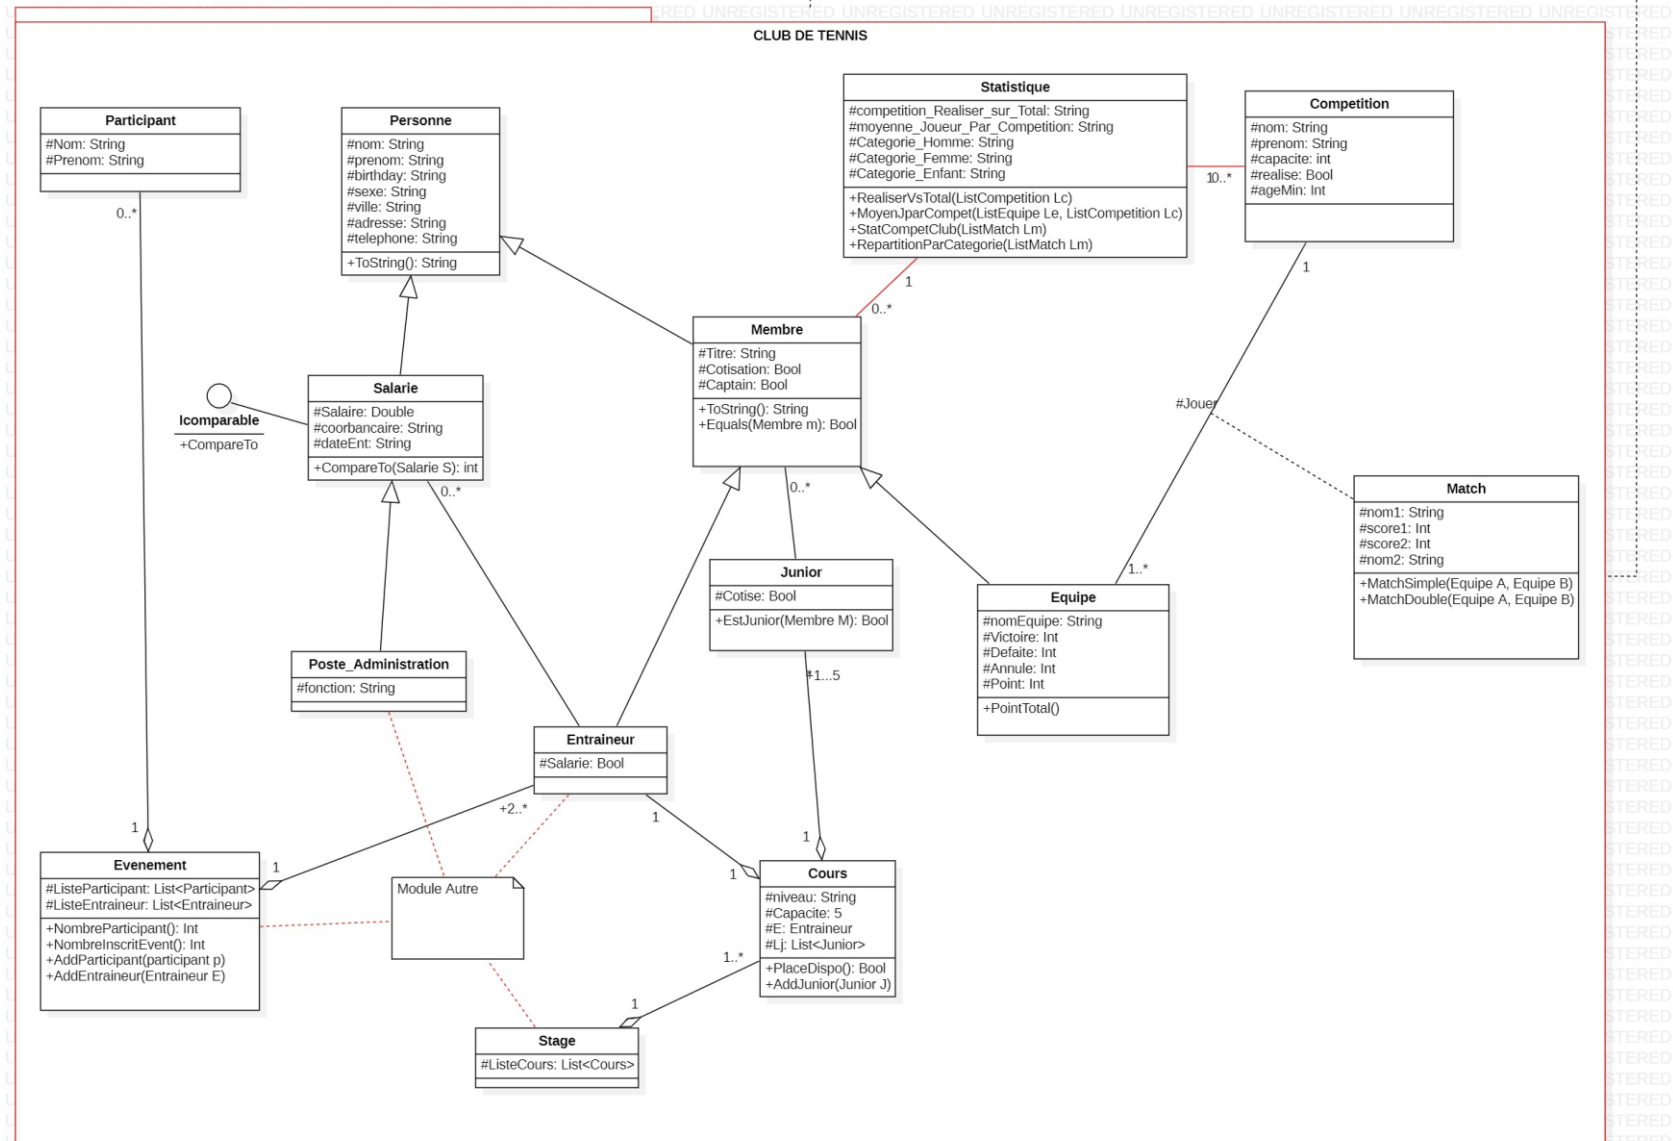 UNREGISTERED UNREGISTERED UNREGISTERED UNREGISTERED UNREGISTERED UNREGISTERED UNREGISTERED
CLUB DE TENNIS
Participant
#Nom: String
#Prenom: String
0..*
1
Personne
#nom: String
#prenom: String
#birthday: String
#sexe: String
#ville: String
#adresse: String
#telephone: String
+ToString(): String
Statistique
#competition_Realiser_sur_Total: String
#moyenne_Joueur_Par_Competition: String
#Categorie_Homme: String
#Categorie_Femme: String
#Categorie_Enfant: String
+RealiserVsTotal(ListCompetition Lc)
+MoyenJparCompet(ListEquipe Le, ListCompetition Lc)
+StatCompetClub(ListMatch Lm)
+RepartitionParCategorie(ListMatch Lm)
1
0..*
1
0..*
Competition
#nom: String
#prenom: String
#capacite: int
#realise: Bool
#ageMin: Int
1
#Jouer
1..*
Membre
#Titre: String
#Cotisation: Bool
#Captain: Bool
+ToString(): String
+Equals(Membre m): Bool
0..*
Icomparable
+CompareTo
Salarie
#Salaire: Double
#coorbancaire: String
#dateEnt: String
+CompareTo(Salarie S): int
0..*
Match
#nom1: String
#score1: Int
#score2: Int
#nom2: String
+MatchSimple(Equipe A, Equipe B)
+MatchDouble(Equipe A, Equipe B)
Junior
#Cotise: Bool
+EstJunior(Membre M): Bool
1...5
1
Equipe
#nomEquipe: String
#Victoire: Int
#Defaite: Int
#Annule: Int
#Point: Int
+PointTotal()
Poste_Administration
#fonction: String
Entraineur
#Salarie: Bool
+2..*
1
1
1
Evenement
#ListeParticipant: List<Participant>
#ListeEntraineur: List<Entraineur>
+NombreParticipant(): Int
+NombreInscritEvent(): Int
+AddParticipant(participant p)
+AddEntraineur(Entraineur E)
Module Autre
Cours
#niveau: String
#Capacite: 5
#E: Entraineur
#Lj: List<Junior>
+PlaceDispo(): Bool
+AddJunior(Junior J)
1..*
1
Stage
#ListeCours: List<Cours>